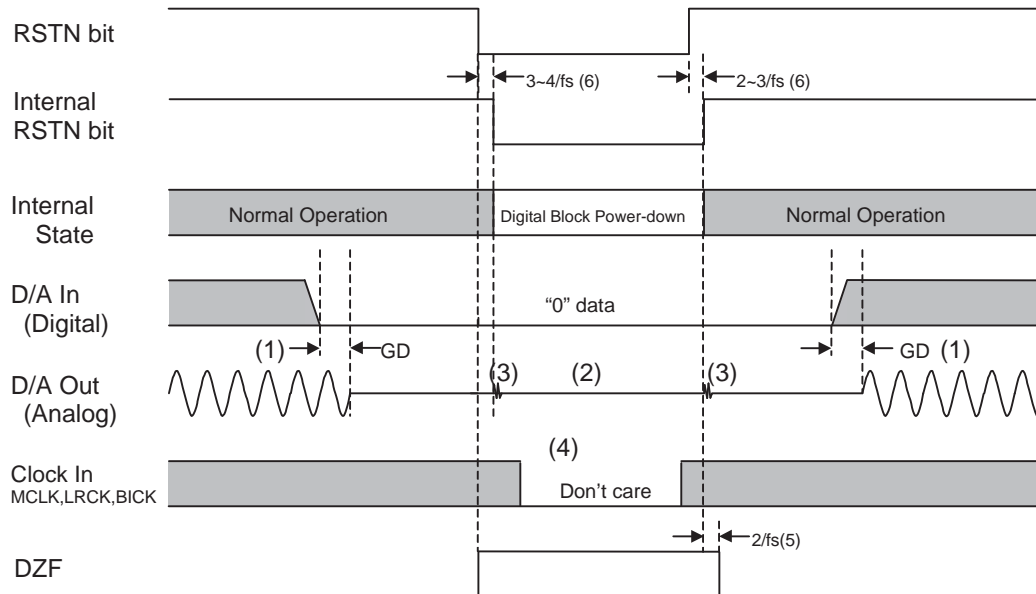 RSTN bit
3~4/fs (6)
2~3/fs (6)
Internal
RSTN bit
Internal
State
Normal Operation
Digital Block Power-down
Normal Operation
D/A In
(Digital)
“0” data
(1)
GD
GD
(1)
D/A Out
(Analog)
(3)
(2)
(3)
(4)
Clock In
MCLK,LRCK,BICK
Don’t care
2/fs(5)
DZF